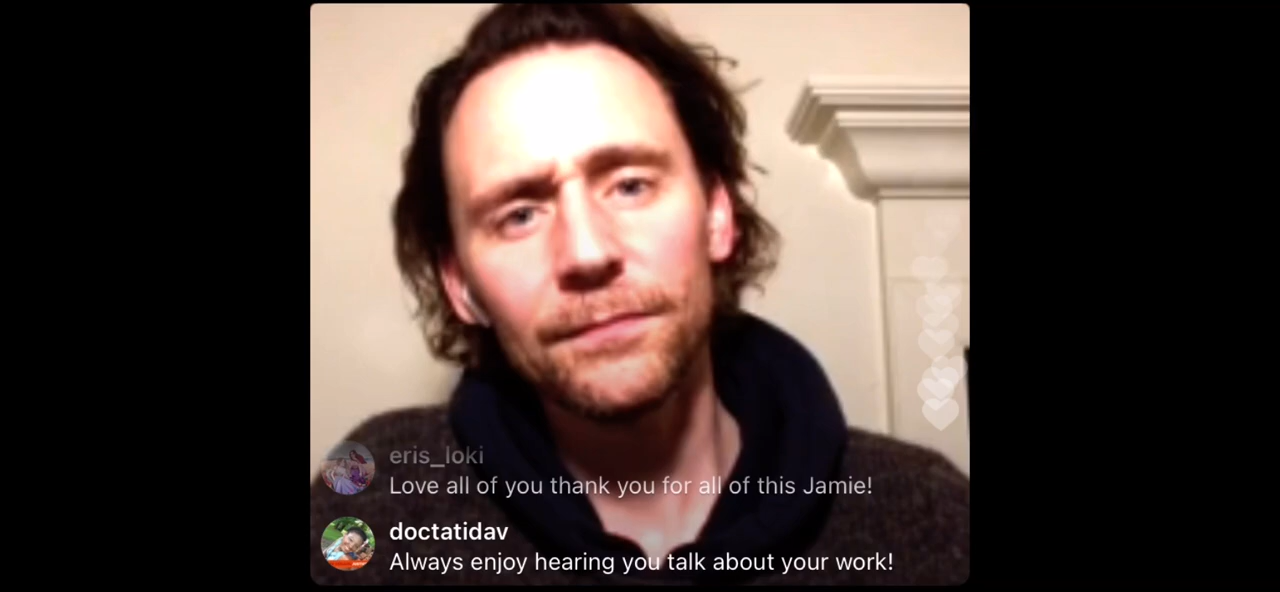 eris_loki
Love all of you thank you for all of this Jamie!
doctatidav
Always enjoy hearing you talk about your work!